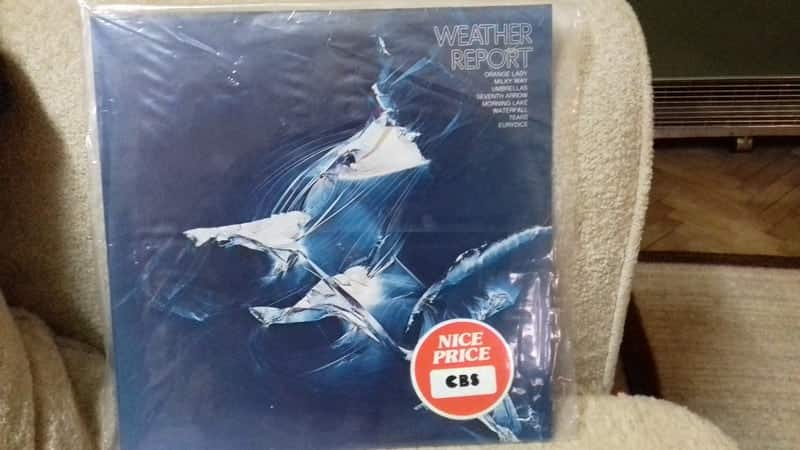 WEATHER
REPORT
ORANGE LADY
MILKY WAY
UMBRELLAS
SEVENTH ARROW
MORNING LAKE
WATERFALL
TEARS
EURYDICE
NICE
PRICE
CBS